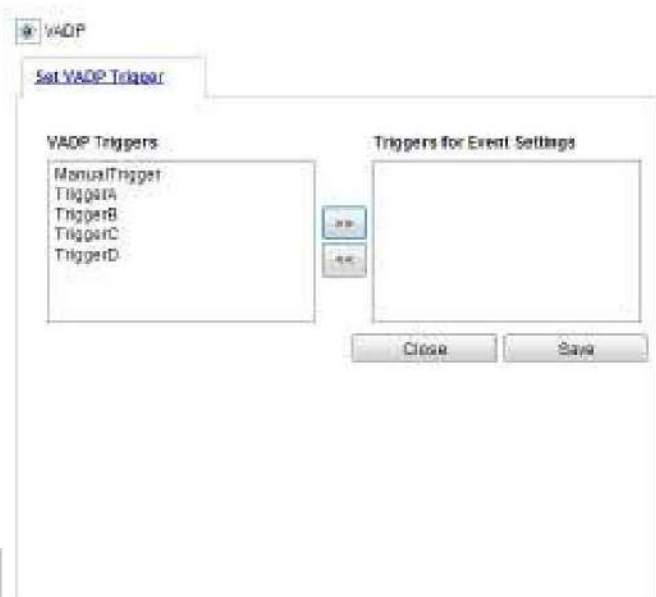 VADP
Set VADP Trigger
VADP Triggers
Triggers for Event Settings
ManualTrigger
TriggerA
TriggerB
TriggerC
TriggerD
>>
<<
Close
Save